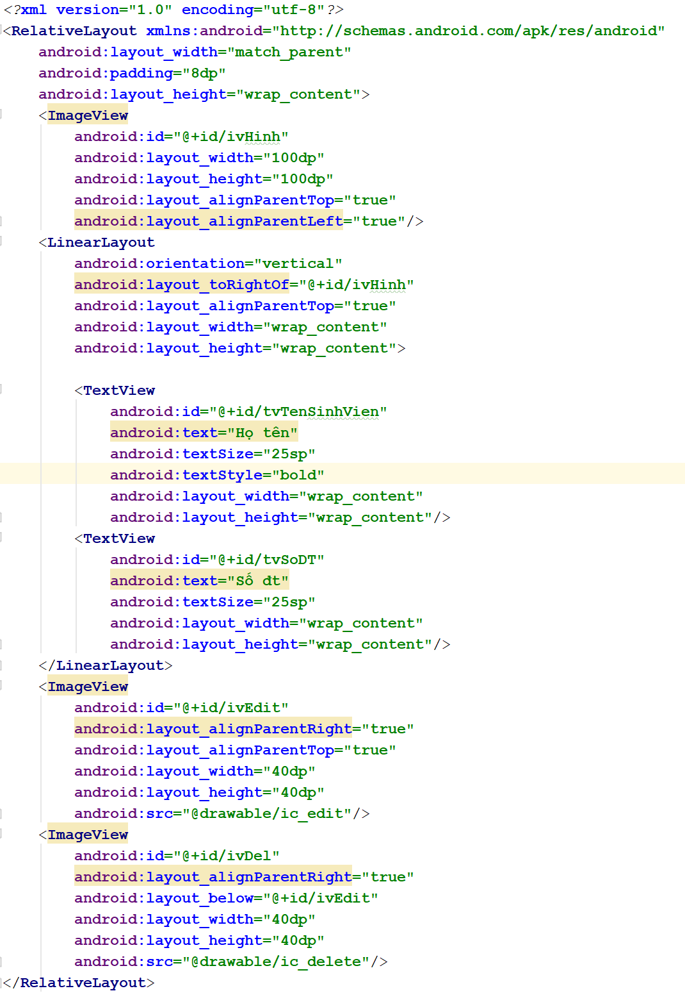 <?xml version="1.0" encoding="utf-8"?>
<RelativeLayout xmlns:android="http://schemas.android.com/apk/res/android"
    android:layout_width="match_parent"
    android:padding="8dp"
    android:layout_height="wrap_content">
    <ImageView
        android:id="@+id/ivHinh"
        android:layout_width="100dp"
        android:layout_height="100dp"
        android:layout_alignParentTop="true"
        android:layout_alignParentLeft="true"/>
    <LinearLayout
        android:orientation="vertical"
        android:layout_toRightOf="@+id/ivHinh"
        android:layout_alignParentTop="true"
        android:layout_width="wrap_content"
        android:layout_height="wrap_content">

        <TextView
            android:id="@+id/tvTenSinhVien"
            android:text="Họ tên"
            android:textSize="25sp"
            android:textStyle="bold"
            android:layout_width="wrap_content"
            android:layout_height="wrap_content"/>
        <TextView
            android:id="@+id/tvSoDT"
            android:text="Số đt"
            android:textSize="25sp"
            android:layout_width="wrap_content"
            android:layout_height="wrap_content"/>
    </LinearLayout>
    <ImageView
        android:id="@+id/ivEdit"
        android:layout_alignParentRight="true"
        android:layout_alignParentTop="true"
        android:layout_width="40dp"
        android:layout_height="40dp"
        android:src="@drawable/ic_edit"/>
    <ImageView
        android:id="@+id/ivDel"
        android:layout_alignParentRight="true"
        android:layout_below="@+id/ivEdit"
        android:layout_width="40dp"
        android:layout_height="40dp"
        android:src="@drawable/ic_delete"/>
</RelativeLayout>